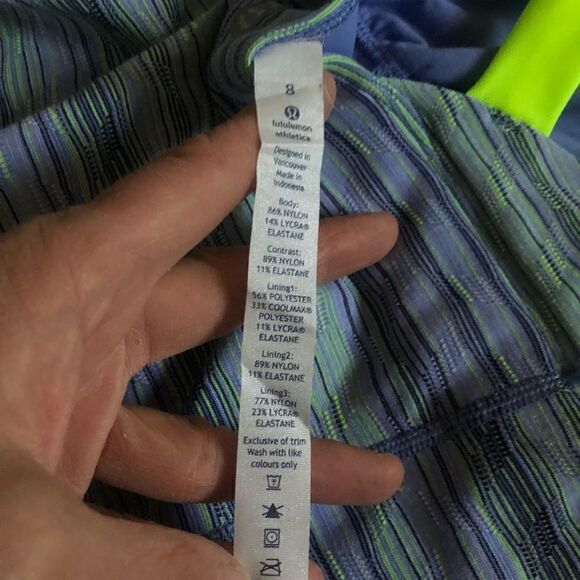 8
lululemon
athletica
Designed in
Vancouver
Made in
Indonesia
Body:
86% NYLON
14% LYCRA®
ELASTANE
Contrast:
89% NYLON
11% ELASTANE
Lining1:
56% POLYESTER
33% COOLMAX®
POLYESTER
11% LYCRA®
ELASTANE
Lining2:
89% NYLON
11% ELASTANE
Lining3:
77% NYLON
23% LYCRA®
ELASTANE
Exclusive of trim
Wash with like
colours only